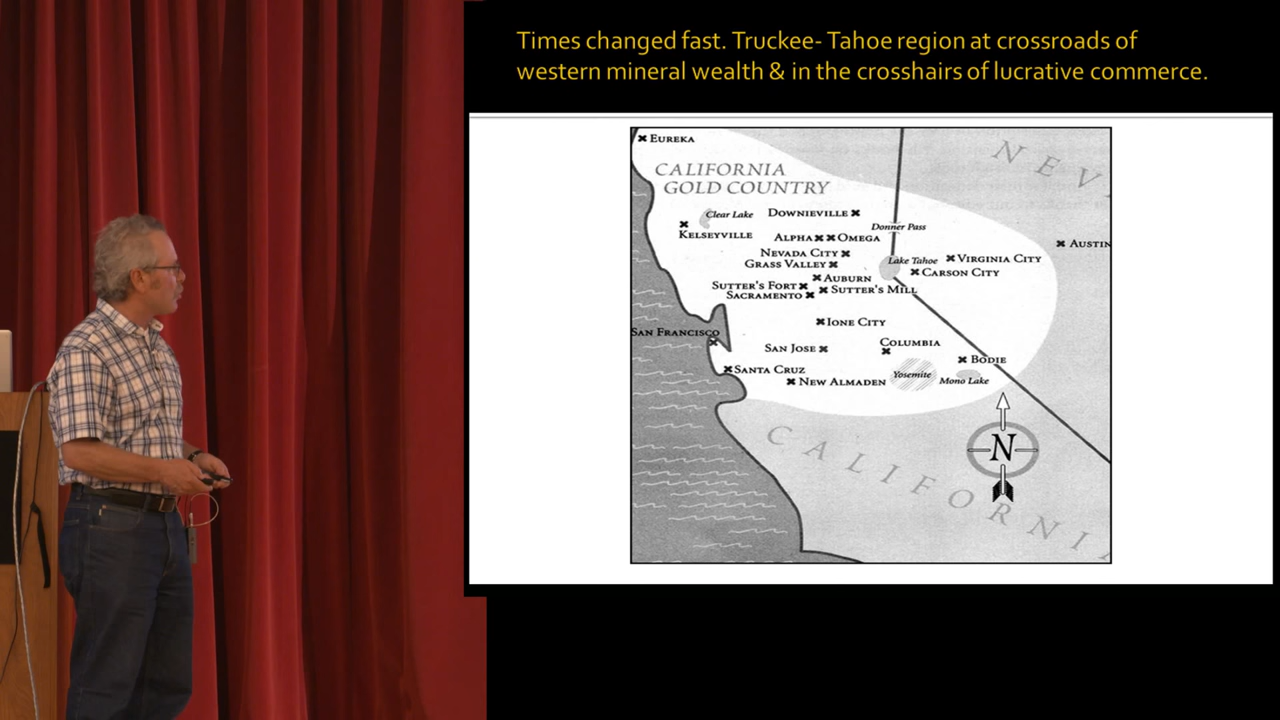 Times changed fast. Truckee- Tahoe region at crossroads of
western mineral wealth & in the crosshairs of lucrative commerce.
EUREKA
NEV
CALIFORNIA
GOLD COUNTRY
Clear Lake
DOWNIEVILLE
Donner Pass
KELSEYVILLE
ALPHA OMEGA
AUSTIN
NEVADA CITY
Lake Tahoe
VIRGINIA CITY
GRASS VALLEY
CARSON CITY
AUBURN
SUTTER'S FORT
SUTTER'S MILL
SACRAMENTO
IONE CITY
SAN FRANCISCO
SAN JOSE
COLUMBIA
BODIE
SANTA CRUZ
Yosemite
Mono Lake
NEW ALMADEN
N
CALIFORNIA